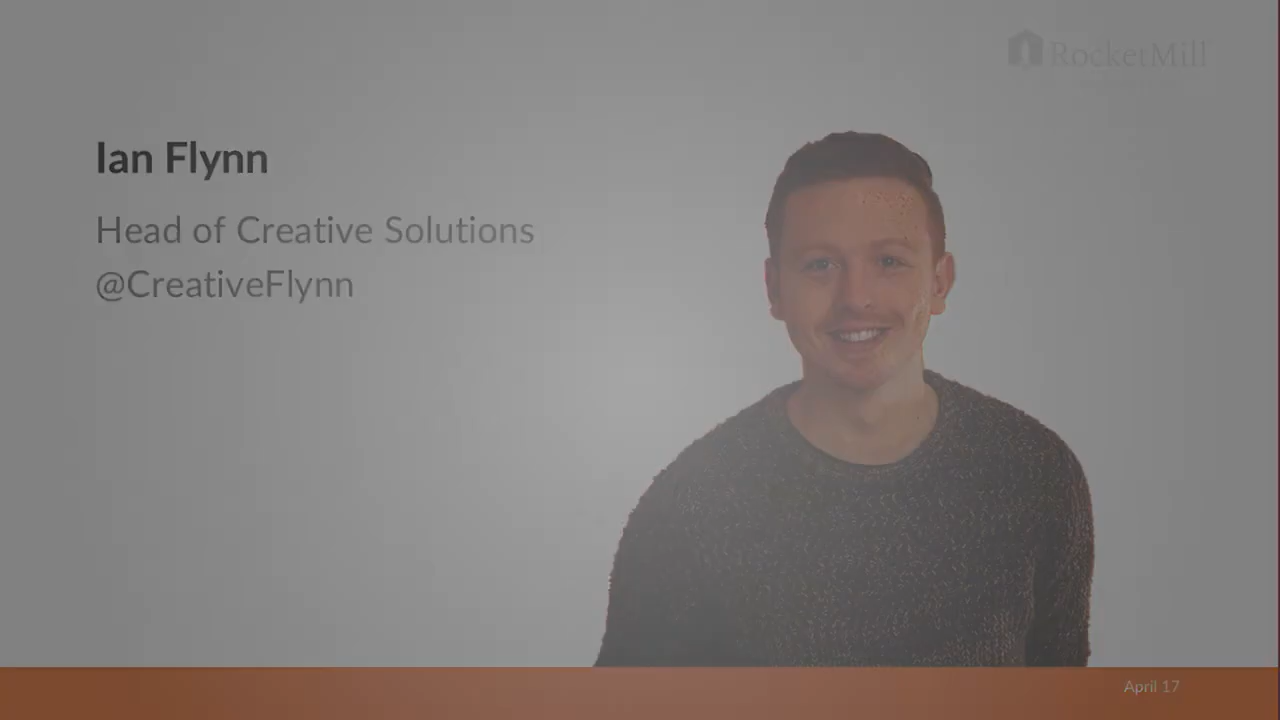 RocketMill
Ian Flynn
Head of Creative Solutions
@CreativeFlynn
April 17